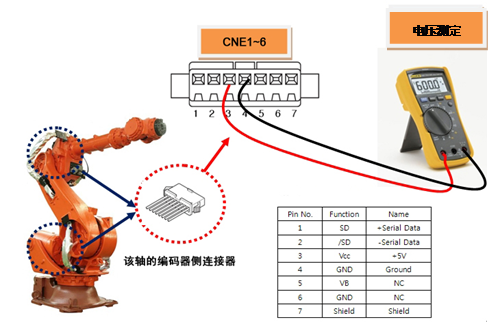 CNE1~6
电压测定
600.0
1 2 3 4 5 6 7
该轴的编码器侧连接器
Pin No. Function Name
1 SD +Serial Data
2 /SD -Serial Data
3 Vcc +5V
4 GND Ground
5 VB NC
6 GND NC
7 Shield Shield